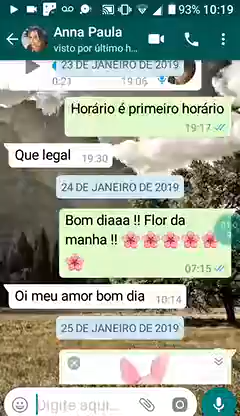 93% 10:19
Anna Paula
visto por último h...
23 DE JANEIRO DE 2019
0:21 19:06
Horário é primeiro horário
19:17
Que legal 19:30
24 DE JANEIRO DE 2019
Bom diaaa !! Flor da
manha !! 🌸🌸🌸🌸🌸
🌸
07:15
Oi meu amor bom dia 10:14
25 DE JANEIRO DE 2019
Digite aqui...